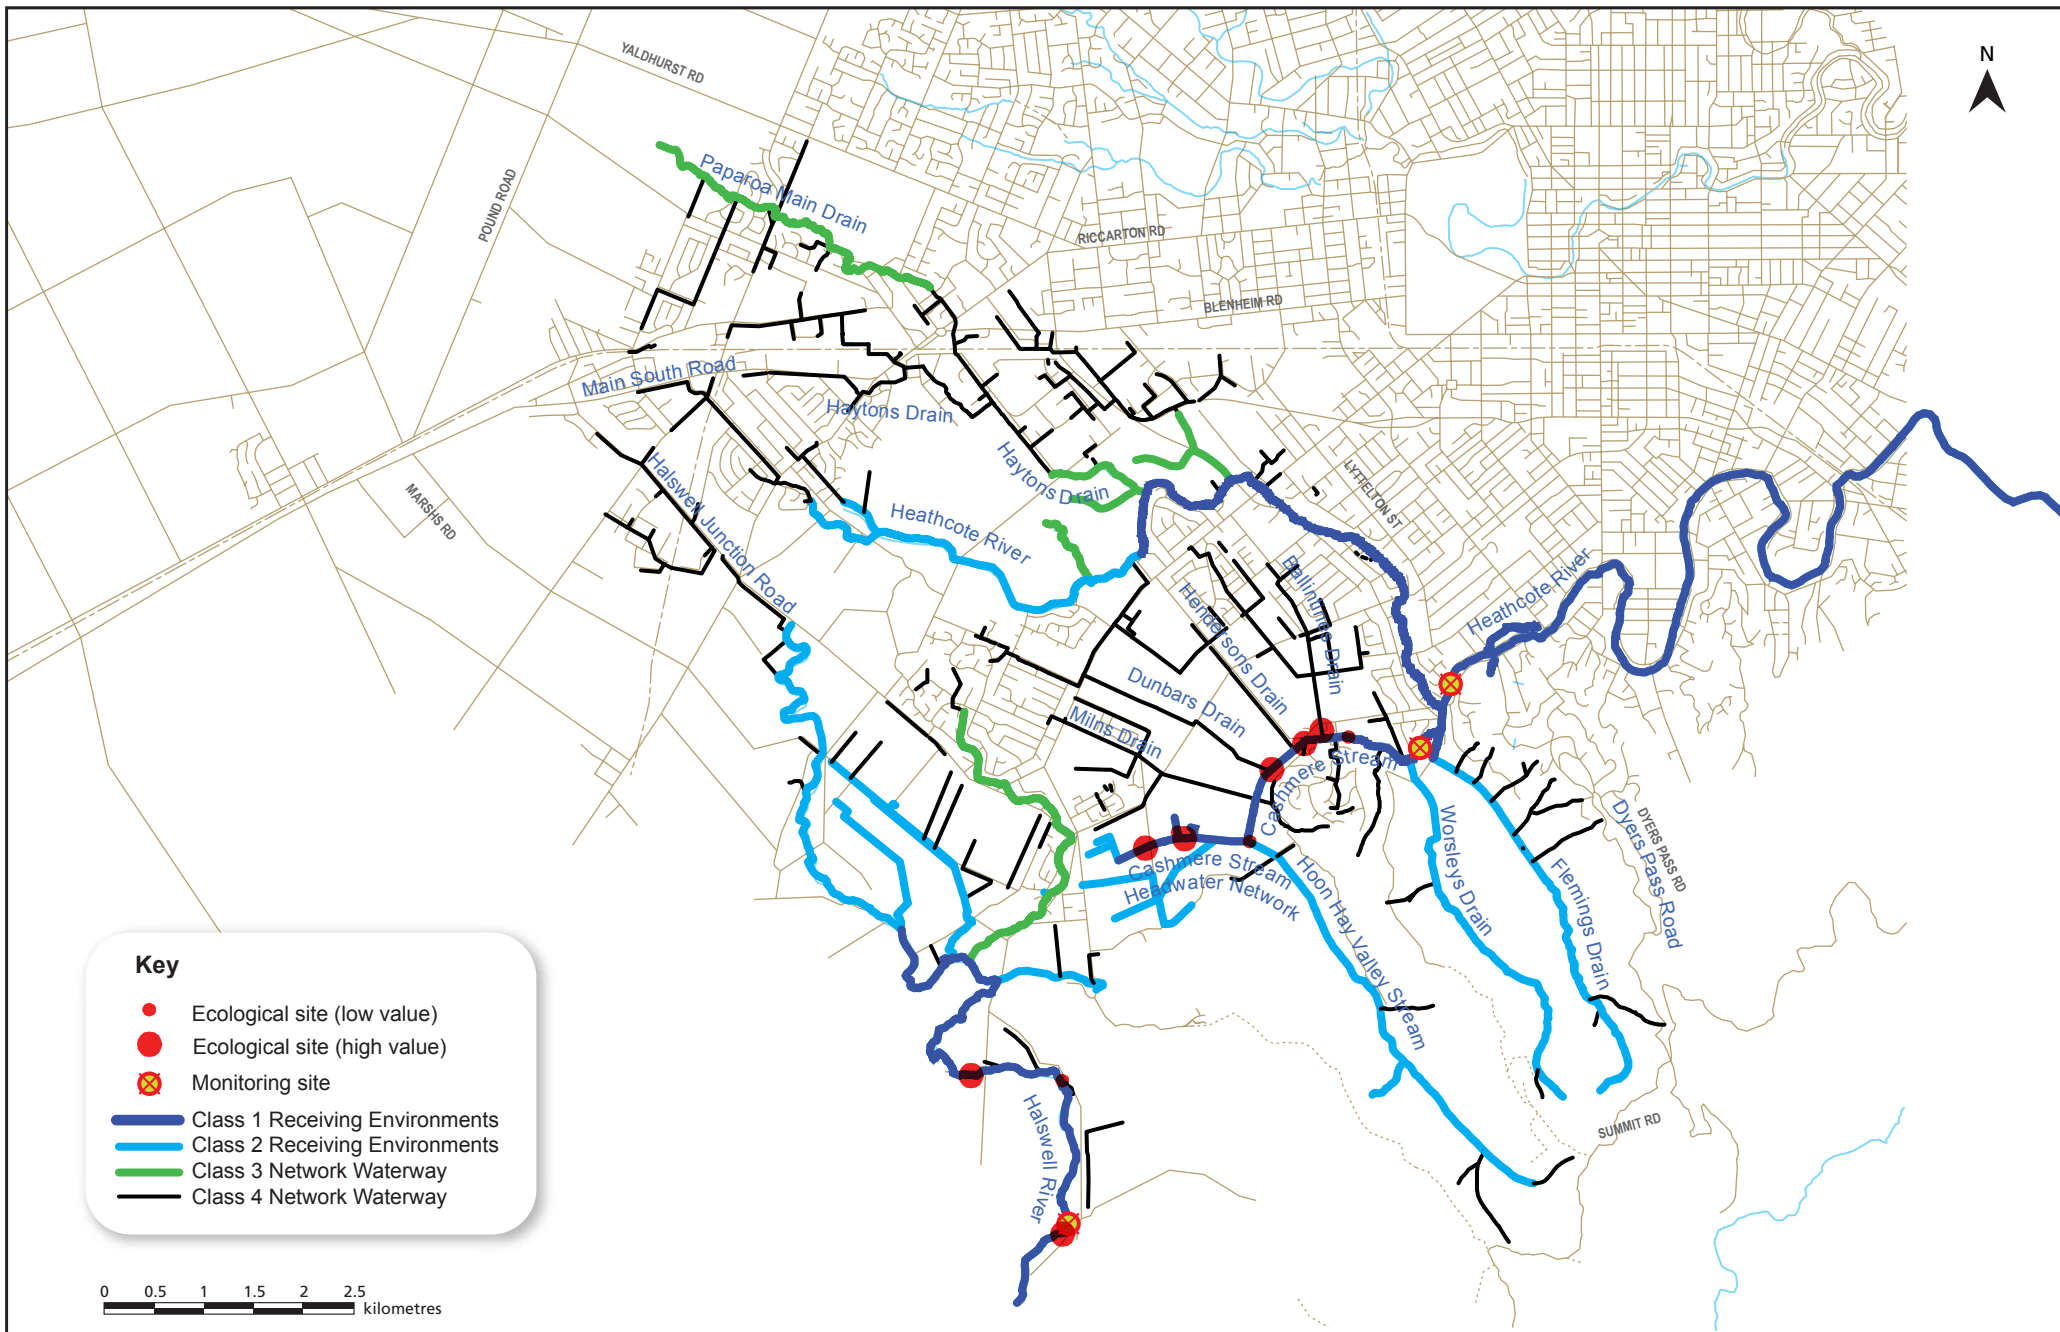 N
YALDHURST RD
POUND ROAD
Paparoa Main Drain
RICCARTON RD
BLENHEIM RD
Main South Road
Haytons Drain
Haytons Drain
MARSHS RD
Halswell Junction Road
Heathcote River
LYTTELTON ST
Heathcote River
Hendersons Drain
Ballintines Drain
Dunbars Drain
Milns Drain
Cashmere Stream
Cashmere Stream
Headwater Network
Hoon Hay Valley Stream
Worsleys Drain
Flemings Drain
Dyers Pass Road
DYERS PASS RD
SUMMIT RD
Halswell River
Key
Ecological site (low value)
Ecological site (high value)
Monitoring site
Class 1 Receiving Environments
Class 2 Receiving Environments
Class 3 Network Waterway
Class 4 Network Waterway
0 0.5 1 1.5 2 2.5
kilometres